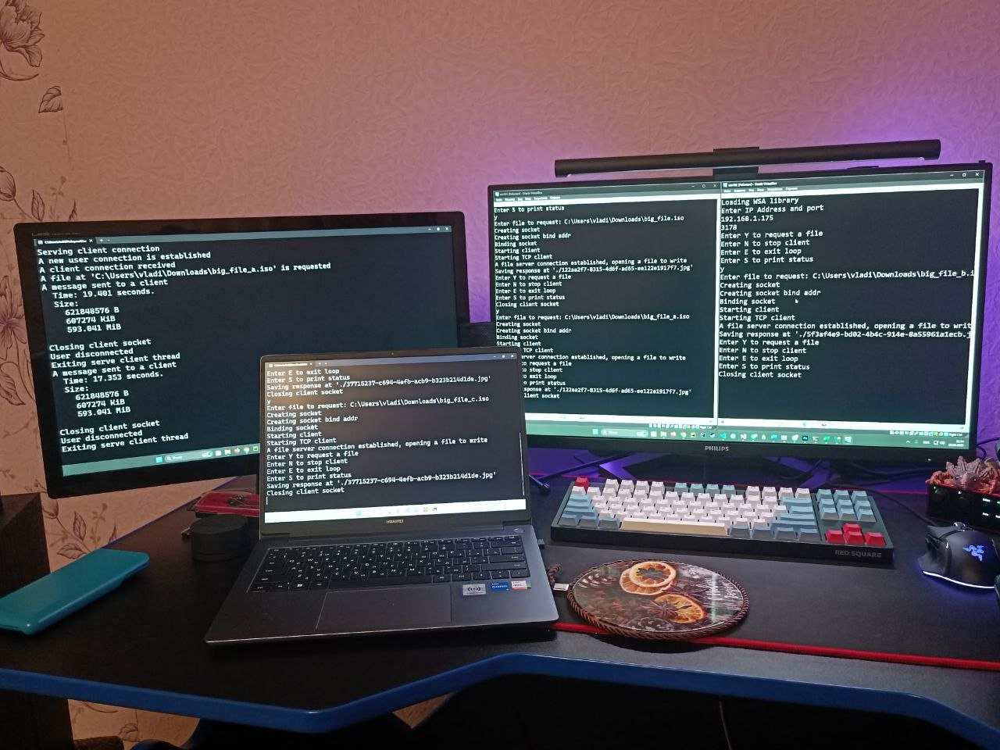 Serving client connection
A new user connection is established
A client connection received
A file at 'C:\Users\vladi\Downloads\big_file_a.iso' is requested
A message sent to a client
Time: 19.401 seconds.
Size:
621848576 B
607274 KiB
593.041 MiB
Closing client socket
User disconnected
Exiting serve client thread
A message sent to a client
Time: 17.353 seconds.
Size:
621848576 B
607274 KiB
593.041 MiB
Closing client socket
User disconnected
Exiting serve client thread
Enter E to exit loop
Enter S to print status
Saving response at './37715237-c694-4efb-acb9-b323b214d1de.jpg'
Closing client socket
y
Enter file to request: C:\Users\vladi\Downloads\big_file_c.iso
Creating socket
Creating socket bind addr
Binding socket
Starting client
Starting TCP client
A file server connection established, opening a file to write
Enter Y to request a file
Enter N to stop client
Enter E to exit loop
Enter S to print status
Saving response at './37715237-c694-4efb-acb9-b323b214d1de.jpg'
Closing client socket
HUAWEI
Enter S to print status
y
Enter file to request: C:\Users\vladi\Downloads\big_file.iso
Creating socket
Creating socket bind addr
Binding socket
Starting client
Starting TCP client
A file server connection established, opening a file to write
Saving response at './122aa2f7-8315-4d6f-ad65-ee122e1917f7.jpg'
Enter Y to request a file
Enter N to stop client
Enter E to exit loop
Enter S to print status
Closing client socket
y
Enter file to request: C:\Users\vladi\Downloads\big_file_a.iso
Creating socket
Creating socket bind addr
Binding socket
Starting client
ing TCP client
e server connection established, opening a file to write
to request a file
to stop client
to exit loop
to print status
esponse at './122aa2f7-8315-4d6f-ad65-ee122e1917f7.jpg'
client socket
Loading WSA library
Enter IP Address and port
192.168.1.175
3178
Enter Y to request a file
Enter N to stop client
Enter E to exit loop
Enter S to print status
y
Enter file to request: C:\Users\vladi\Downloads\big_file_b.i
Creating socket
Creating socket bind addr
Binding socket
Starting client
Starting TCP client
A file server connection established, opening a file to writ
Saving response at './5f3af4e9-bd02-4b4c-914e-8a55961a1ecb.j
Enter Y to request a file
Enter N to stop client
Enter E to exit loop
Enter S to print status
Closing client socket
PHILIPS
RED SQUARE